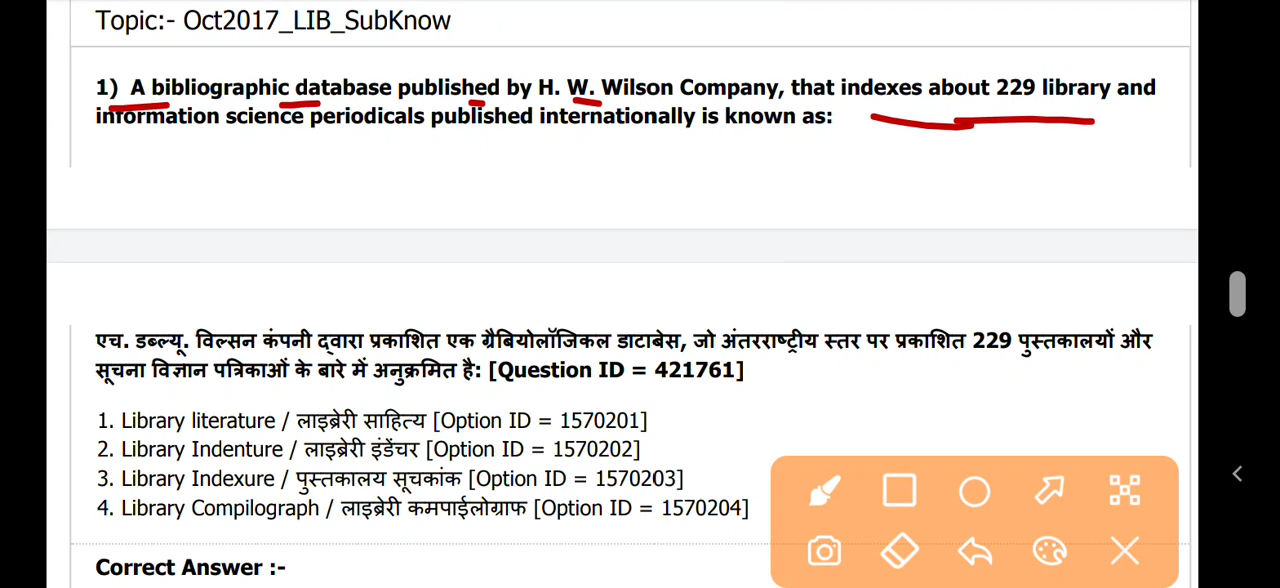 Topic:- Oct2017_LIB_SubKnow
1) A bibliographic database published by H. W. Wilson Company, that indexes about 229 library and
information science periodicals published internationally is known as:
एच. डब्ल्यू. विल्सन कंपनी द्वारा प्रकाशित एक ग्रैबियोलॉजिकल डाटाबेस, जो अंतरराष्ट्रीय स्तर पर प्रकाशित 229 पुस्तकालयों और
सूचना विज्ञान पत्रिकाओं के बारे में अनुक्रमित है: [Question ID = 421761]
1. Library literature / लाइब्रेरी साहित्य [Option ID = 1570201]
2. Library Indenture / लाइब्रेरी इंडेंचर [Option ID = 1570202]
3. Library Indexure / पुस्तकालय सूचकांक [Option ID = 1570203]
4. Library Compilograph / लाइब्रेरी कमपाईलोग्राफ [Option ID = 1570204]
Correct Answer :-